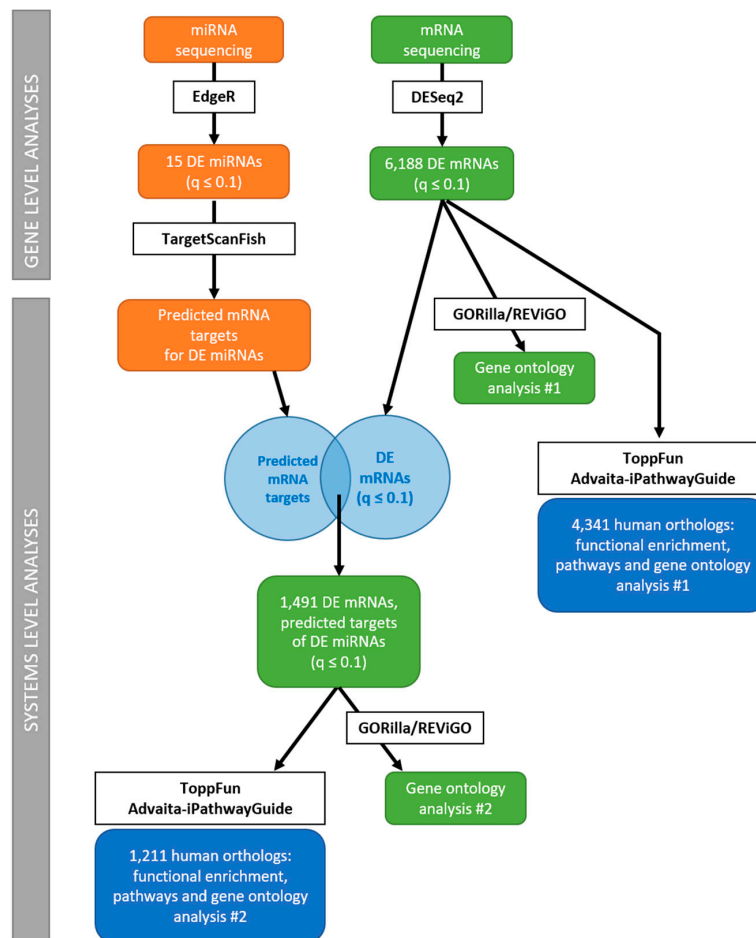 GENE LEVEL ANALYSES
miRNA
sequencing
mRNA
sequencing
EdgeR
DESeq2
15 DE miRNAs
(q ≤ 0.1)
6,188 DE mRNAs
(q ≤ 0.1)
TargetScanFish
SYSTEMS LEVEL ANALYSES
Predicted mRNA
targets
for DE miRNAs
GORilla/REViGO
Gene ontology
analysis #1
Predicted
mRNA
targets
DE
mRNAs
(q ≤ 0.1)
ToppFun
Advaita-iPathwayGuide
4,341 human orthologs:
functional enrichment,
pathways and gene ontology
analysis #1
1,491 DE mRNAs,
predicted targets
of DE miRNAs
(q ≤ 0.1)
GORilla/REViGO
Gene ontology
analysis #2
ToppFun
Advaita-iPathwayGuide
1,211 human orthologs:
functional enrichment,
pathways and gene ontology
analysis #2